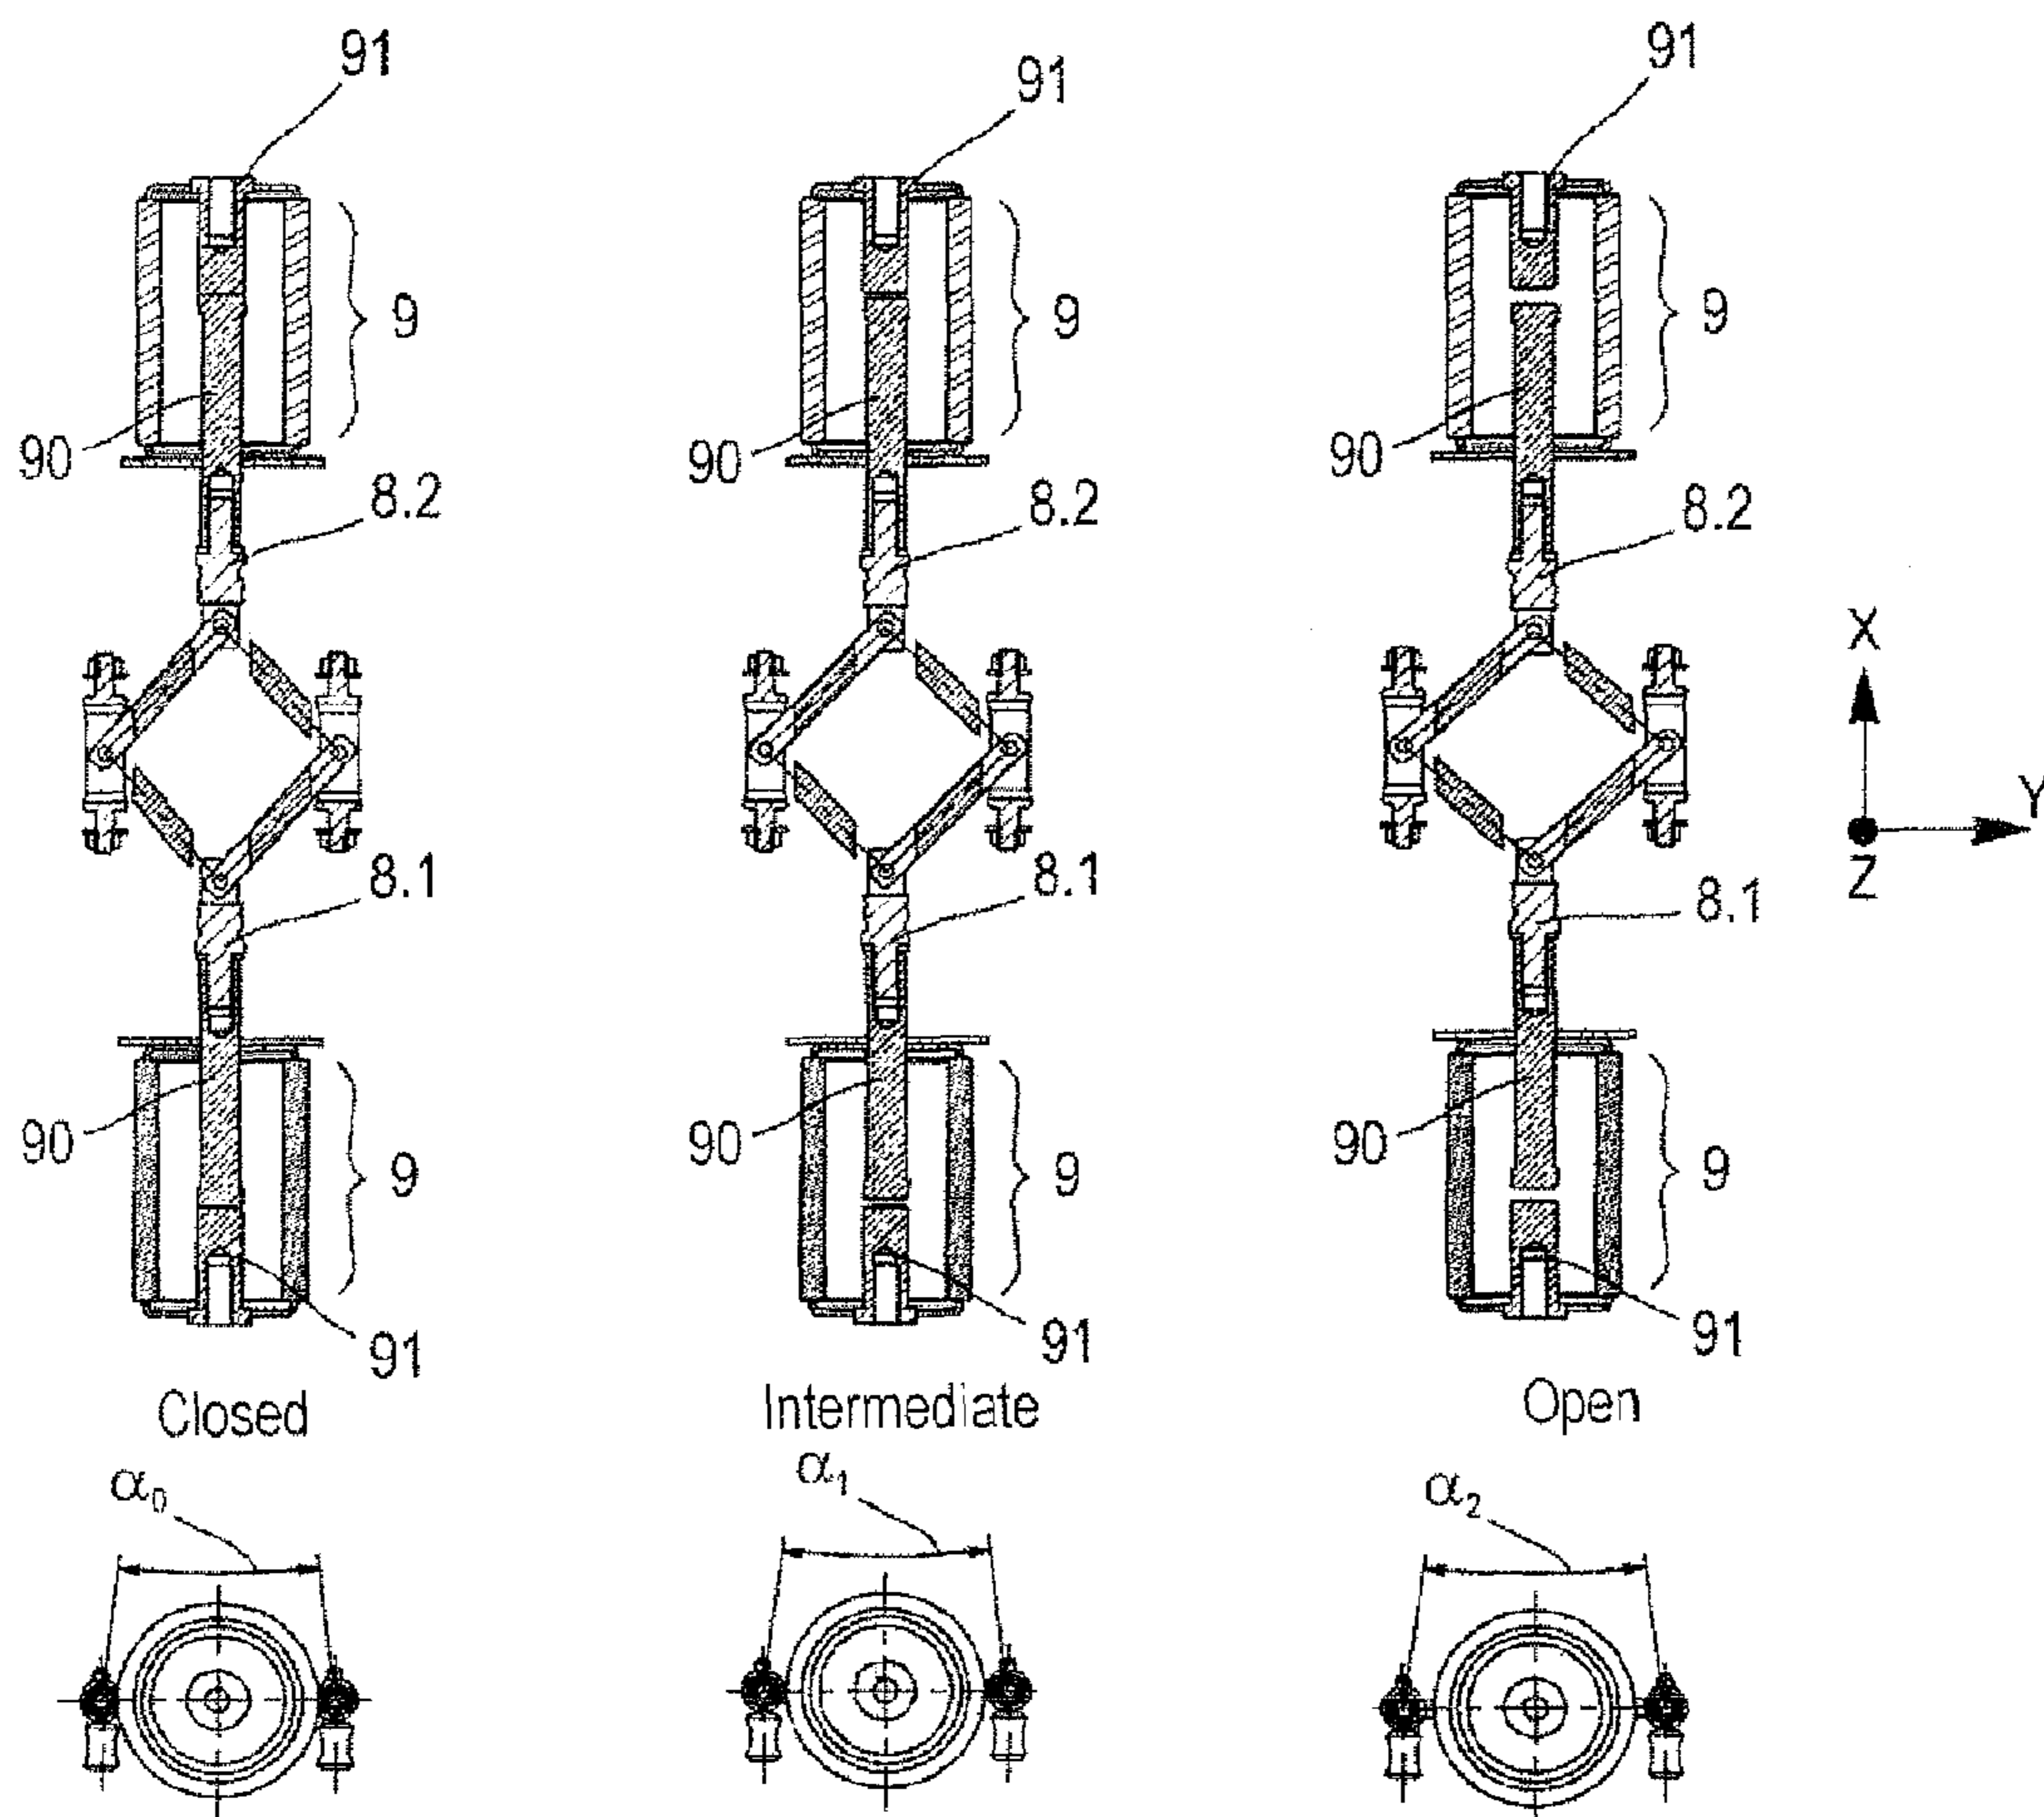 91 91 91
9 9 9
90 90 90
8.2 8.2 8.2
X
Y
Z
8.1 8.1 8.1
90 90 90
9 9 9
91 91 91
Closed Intermediate Open
α₀ α₁ α₂